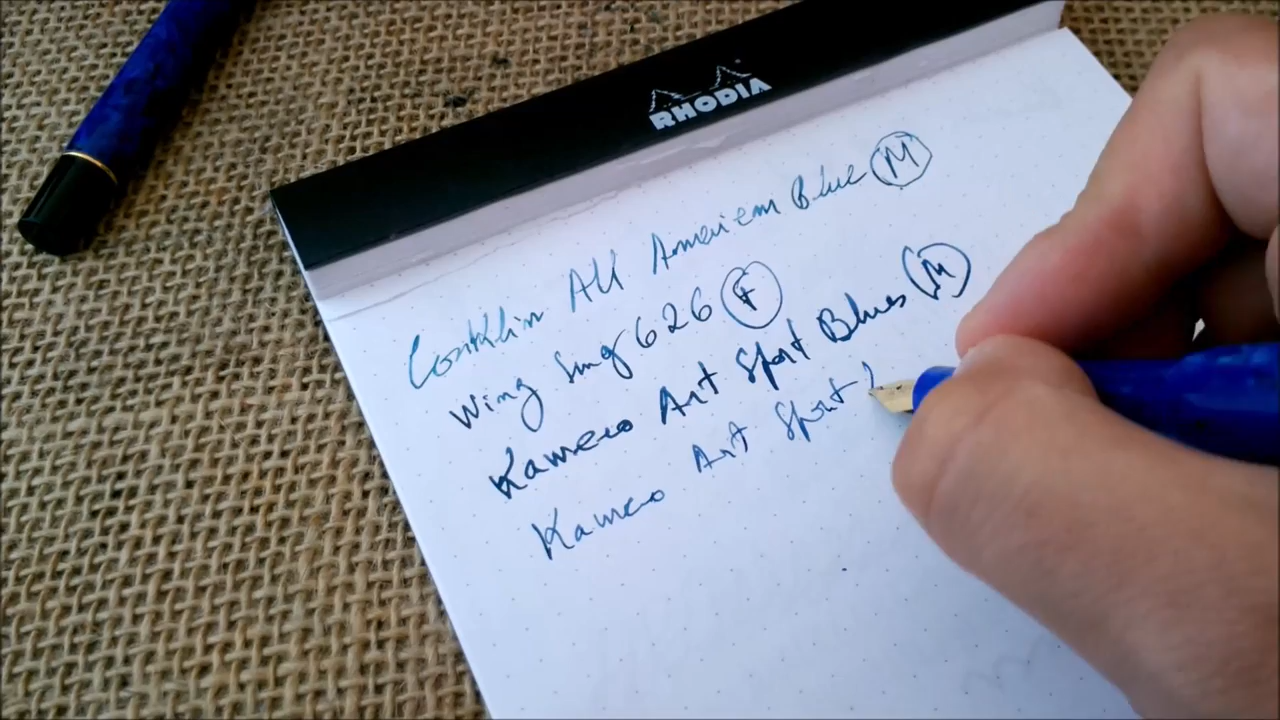 RHODIA
Conklin All American Blue M
Wing Sung 626 F
Kaweco Art Sport Blues M
Kaweco Art Sport